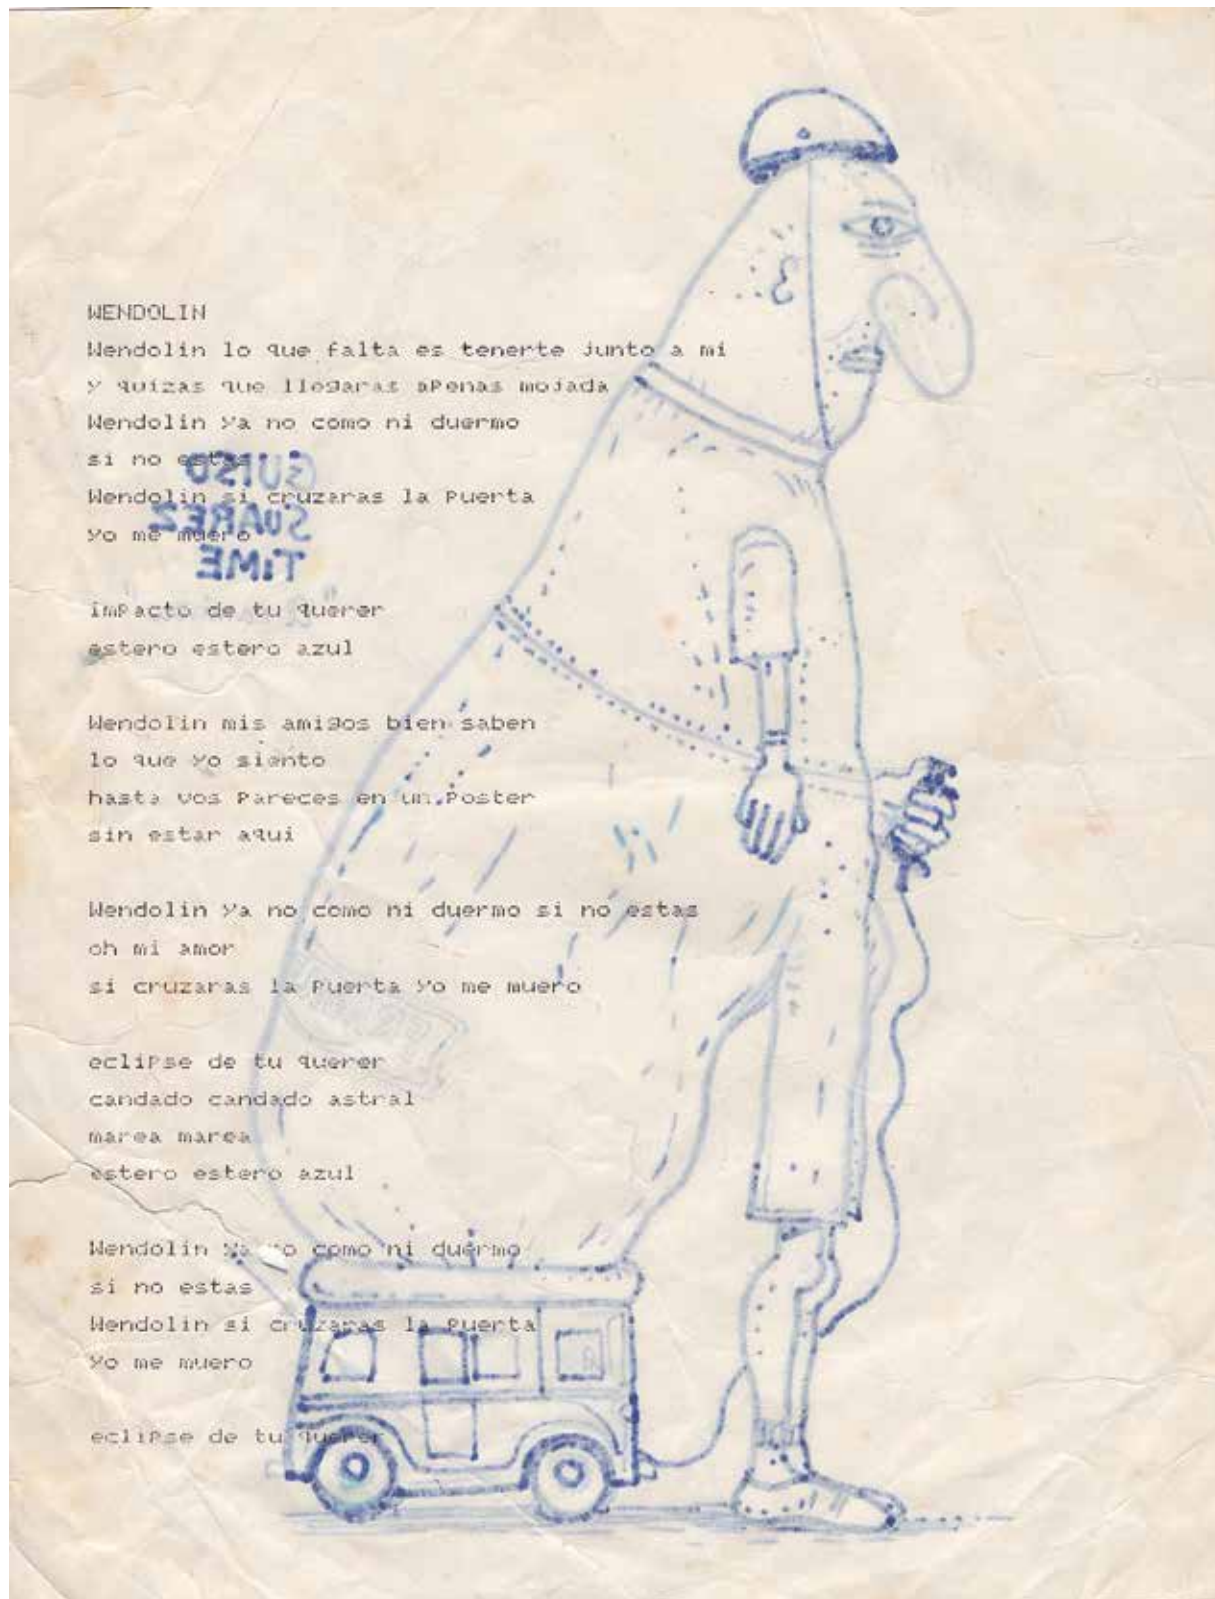 WENDOLIN
Wendolin lo que falta es tenerte junto a mi
y quizas que llegaras apenas mojada
Wendolin ya no como ni duermo
si no estas
Wendolin si cruzaras la puerta
yo me muero
GUISO
SUAREZ
TIME
impacto de tu querer
estero estero azul
Wendolin mis amigos bien saben
lo que yo siento
hasta vos pareces en un poster
sin estar aqui
Wendolin ya no como ni duermo si no estas
oh mi amor
si cruzaras la puerta yo me muero
eclipse de tu querer
candado candado astral
marea marea
estero estero azul
Wendolin ya no como ni duermo
si no estas
Wendolin si cruzaras la puerta
yo me muero
eclipse de tu querer